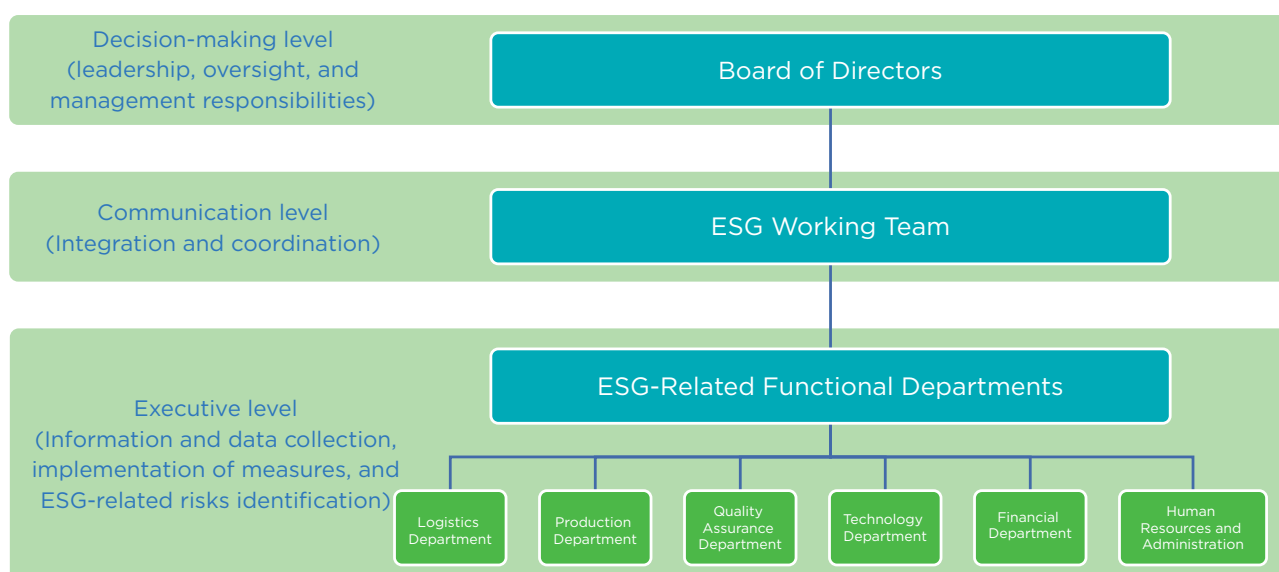 Decision-making level
(leadership, oversight, and
management responsibilities)
Board of Directors
Communication level
(Integration and coordination)
ESG Working Team
Executive level
(Information and data collection,
implementation of measures, and
ESG-related risks identification)
ESG-Related Functional Departments
Logistics
Department
Production
Department
Quality
Assurance
Department
Technology
Department
Financial
Department
Human
Resources and
Administration